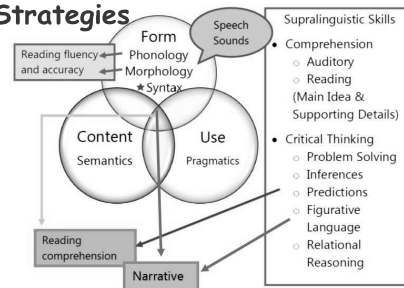 Strategies
Speech
Sounds
Form
Phonology
Morphology
★Syntax
Reading fluency
and accuracy
Content
Semantics
Use
Pragmatics
Reading
comprehension
Narrative
Supralinguistic Skills
• Comprehension
○ Auditory
○ Reading
(Main Idea &
Supporting Details)
• Critical Thinking
○ Problem Solving
○ Inferences
○ Predictions
○ Figurative
Language
○ Relational
Reasoning